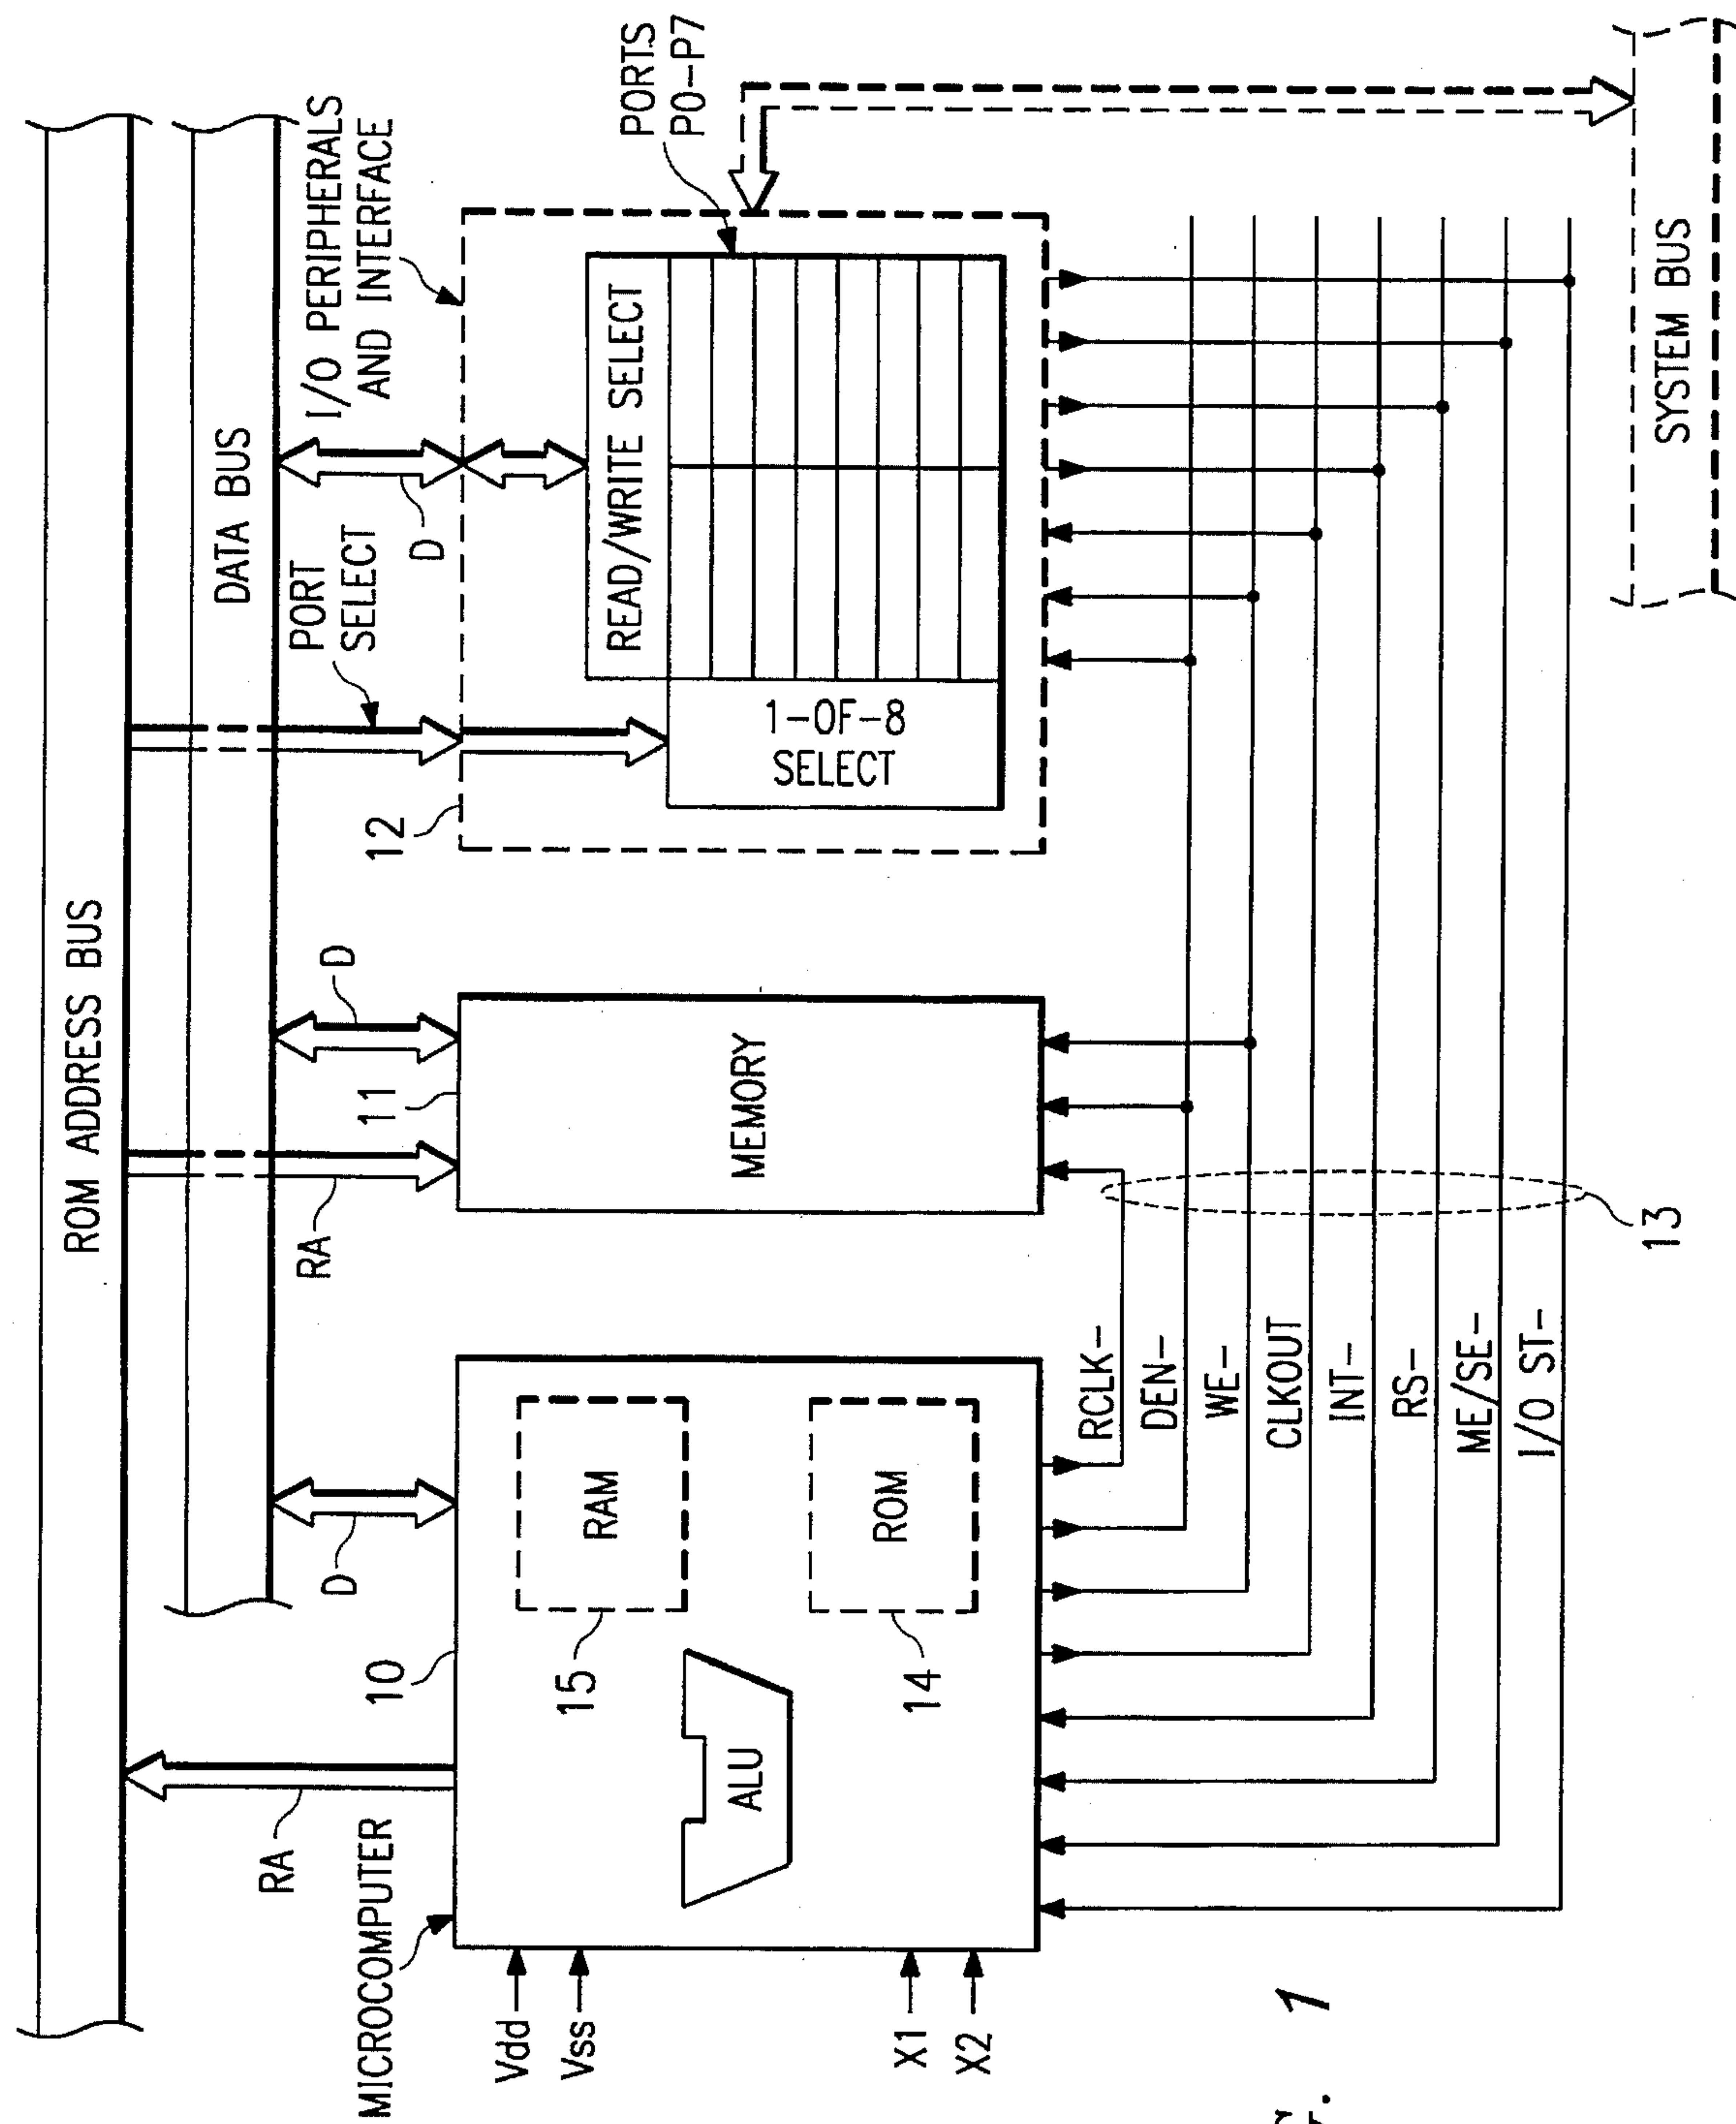 ROM ADDRESS BUS
DATA BUS
RA
MICROCOMPUTER
10
D
RA
11
D
12
PORT
SELECT
D
I/O PERIPHERALS
AND INTERFACE
PORTS
P0-P7
Vdd
Vss
X1
X2
15
RAM
ALU
14
ROM
MEMORY
READ/WRITE SELECT
1-OF-8
SELECT
RCLK-
DEN-
WE-
CLKOUT
INT-
RS-
ME/SE-
I/O ST-
13
SYSTEM BUS
1